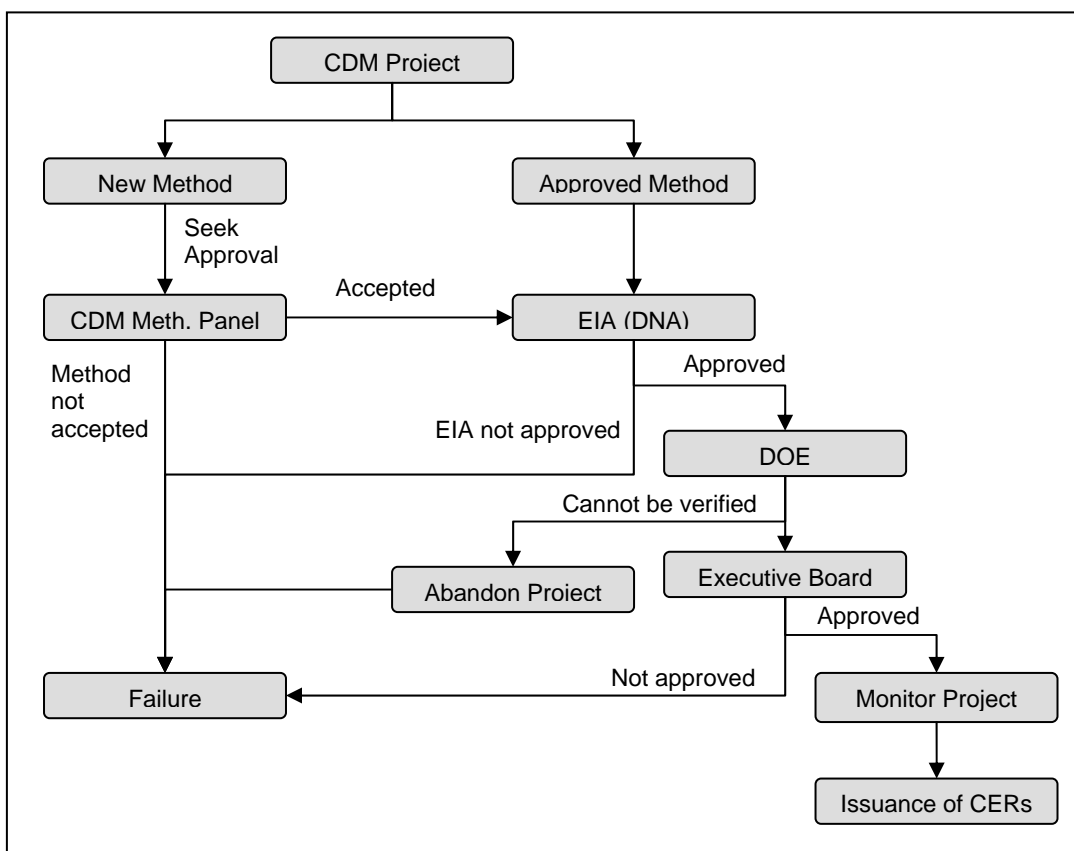 CDM Project
New Method
Approved Method
Seek
Approval
Accepted
CDM Meth. Panel
EIA (DNA)
Method
not
accepted
Approved
EIA not approved
DOE
Cannot be verified
Abandon Project
Executive Board
Approved
Not approved
Failure
Monitor Project
Issuance of CERs